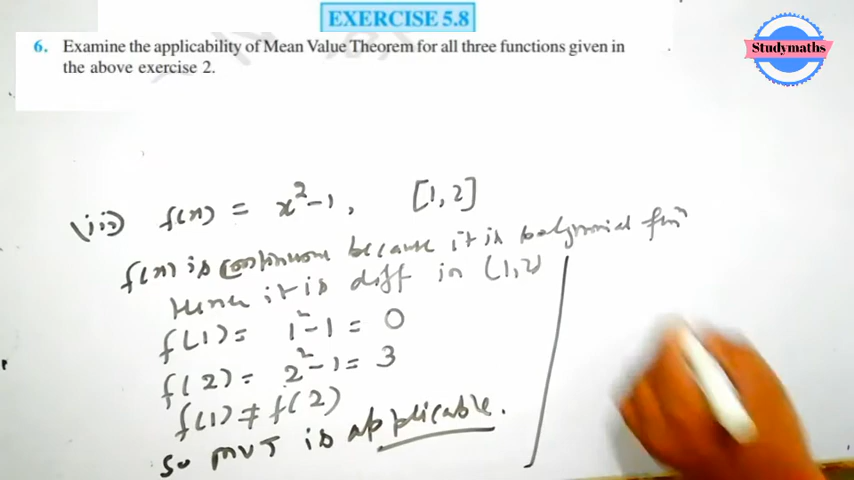 EXERCISE 5.8
6. Examine the applicability of Mean Value Theorem for all three functions given in
the above exercise 2.
Studymaths
(iii) f(x) = x²-1, [1,2]
f(x) is continuous because it is polynomial fun
Hence it is diff in (1,2)
f(1) = 1²-1 = 0
f(2) = 2²-1 = 3
f(1) ≠ f(2)
So MVT is applicable.